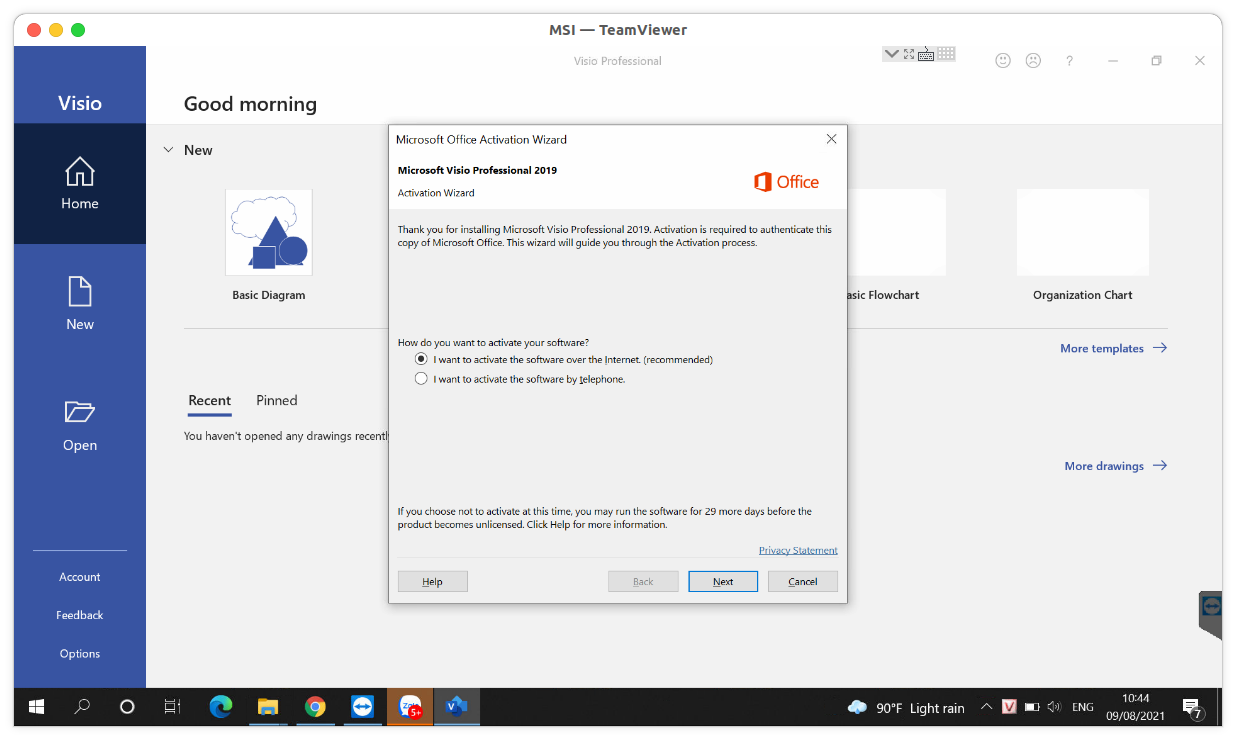 MSI — TeamViewer
Visio Professional
?
Visio
Good morning
Home
New
Open
Account
Feedback
Options
New
Basic Diagram
asic Flowchart
Organization Chart
More templates
Recent
Pinned
You haven't opened any drawings recentl
More drawings
Microsoft Office Activation Wizard
Microsoft Visio Professional 2019
Activation Wizard
Office
Thank you for installing Microsoft Visio Professional 2019. Activation is required to authenticate this
copy of Microsoft Office. This wizard will guide you through the Activation process.
How do you want to activate your software?
I want to activate the software over the Internet. (recommended)
I want to activate the software by telephone.
If you choose not to activate at this time, you may run the software for 29 more days before the
product becomes unlicensed. Click Help for more information.
Privacy Statement
Help
Back
Next
Cancel
Zalo
5+
V
90°F Light rain
V
ENG
10:44
09/08/2021
7